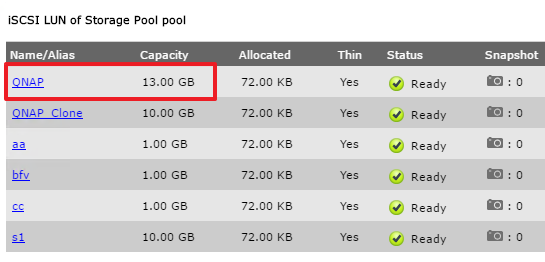 iSCSI LUN of Storage Pool pool
Name/Alias Capacity Allocated Thin Status Snapshot
QNAP 13.00 GB 72.00 KB Yes Ready : 0
QNAP_Clone 10.00 GB 72.00 KB Yes Ready : 0
aa 1.00 GB 72.00 KB Yes Ready : 0
bfv 1.00 GB 72.00 KB Yes Ready : 0
cc 1.00 GB 72.00 KB Yes Ready : 0
s1 10.00 GB 72.00 KB Yes Ready : 0